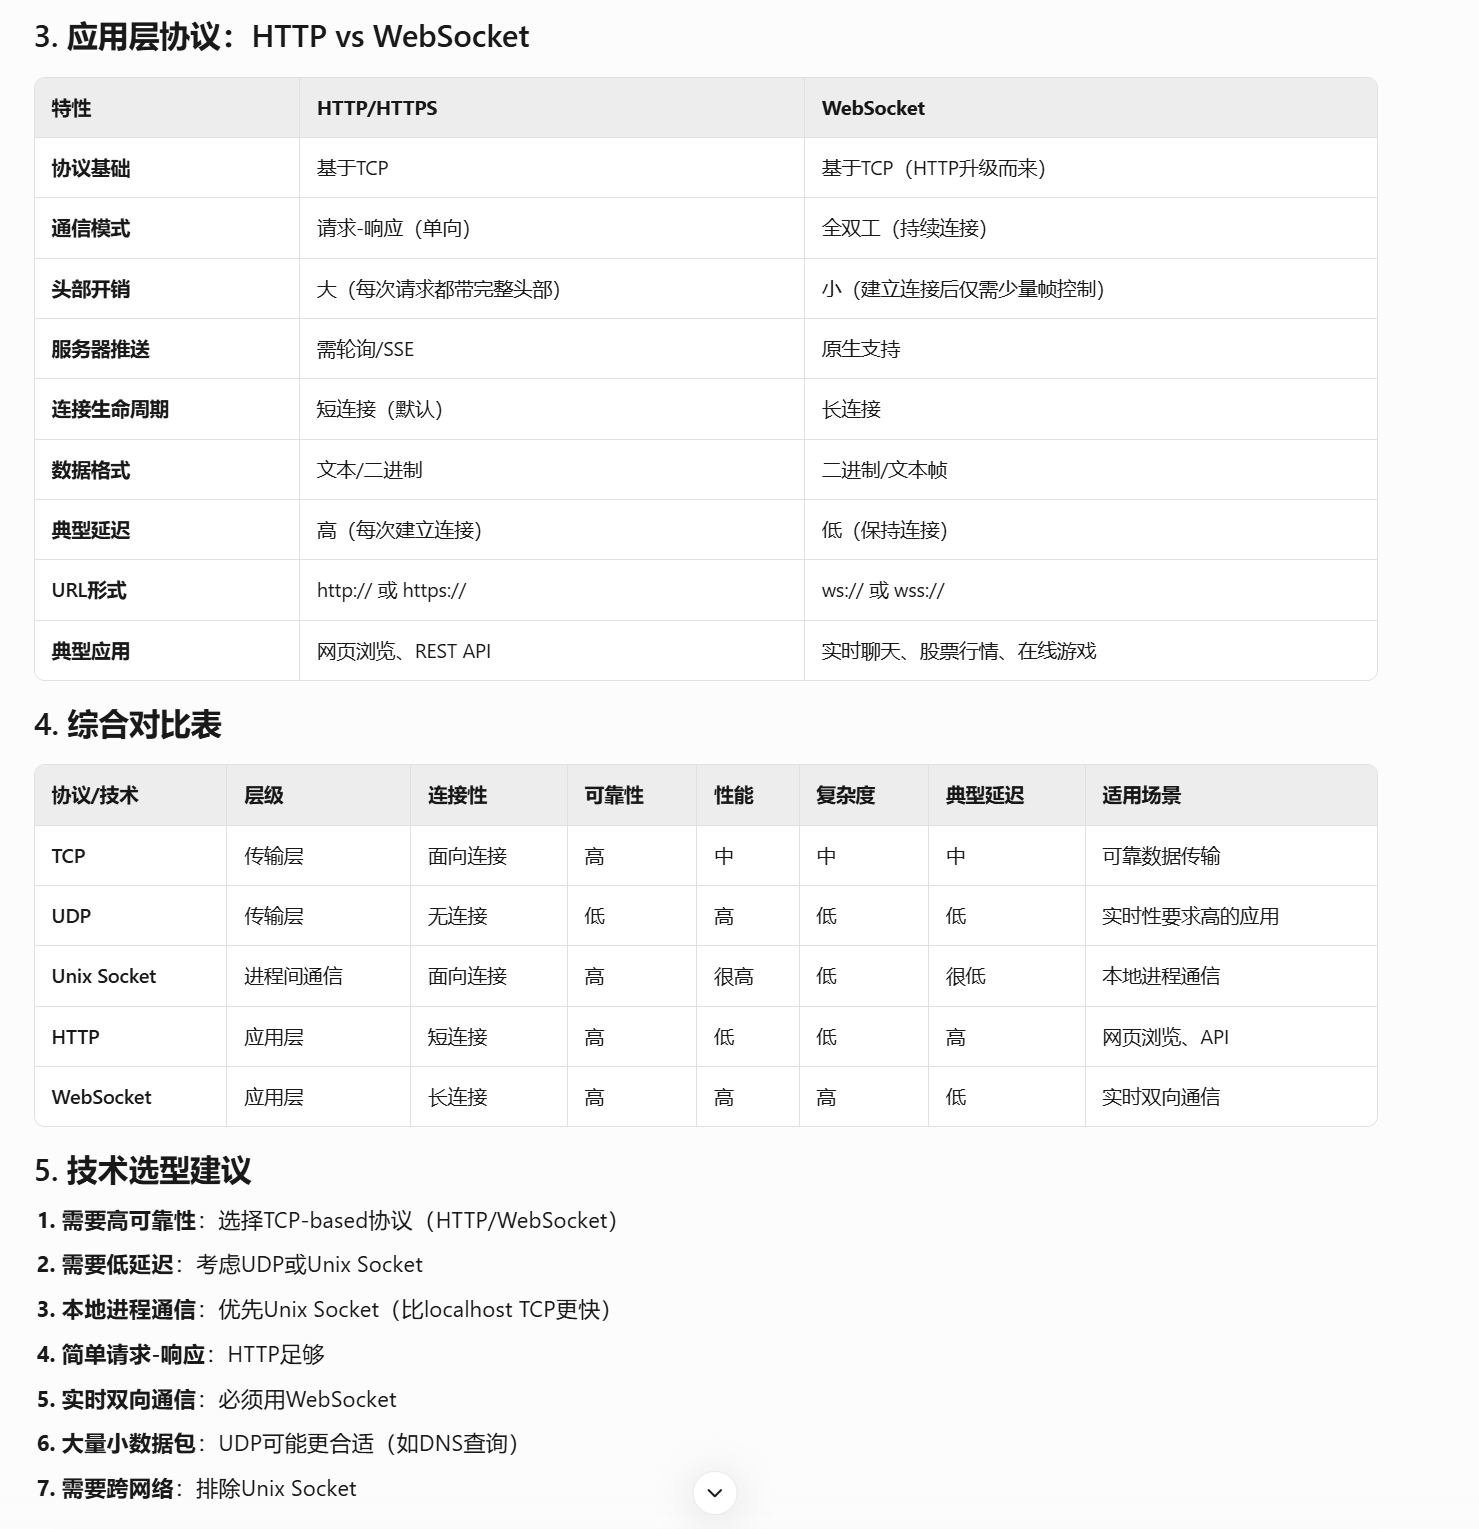 3. 应用层协议：HTTP vs WebSocket
特性 HTTP/HTTPS WebSocket
协议基础 基于TCP 基于TCP（HTTP升级而来）
通信模式 请求-响应（单向） 全双工（持续连接）
头部开销 大（每次请求都带完整头部） 小（建立连接后仅需少量帧控制）
服务器推送 需轮询/SSE 原生支持
连接生命周期 短连接（默认） 长连接
数据格式 文本/二进制 二进制/文本帧
典型延迟 高（每次建立连接） 低（保持连接）
URL形式 http:// 或 https:// ws:// 或 wss://
典型应用 网页浏览、REST API 实时聊天、股票行情、在线游戏
4. 综合对比表
协议/技术 层级 连接性 可靠性 性能 复杂度 典型延迟 适用场景
TCP 传输层 面向连接 高 中 中 中 可靠数据传输
UDP 传输层 无连接 低 高 低 低 实时性要求高的应用
Unix Socket 进程间通信 面向连接 高 很高 低 很低 本地进程通信
HTTP 应用层 短连接 高 低 低 高 网页浏览、API
WebSocket 应用层 长连接 高 高 高 低 实时双向通信
5. 技术选型建议
1. 需要高可靠性：选择TCP-based协议（HTTP/WebSocket）
2. 需要低延迟：考虑UDP或Unix Socket
3. 本地进程通信：优先Unix Socket（比localhost TCP更快）
4. 简单请求-响应：HTTP足够
5. 实时双向通信：必须用WebSocket
6. 大量小数据包：UDP可能更合适（如DNS查询）
7. 需要跨网络：排除Unix Socket